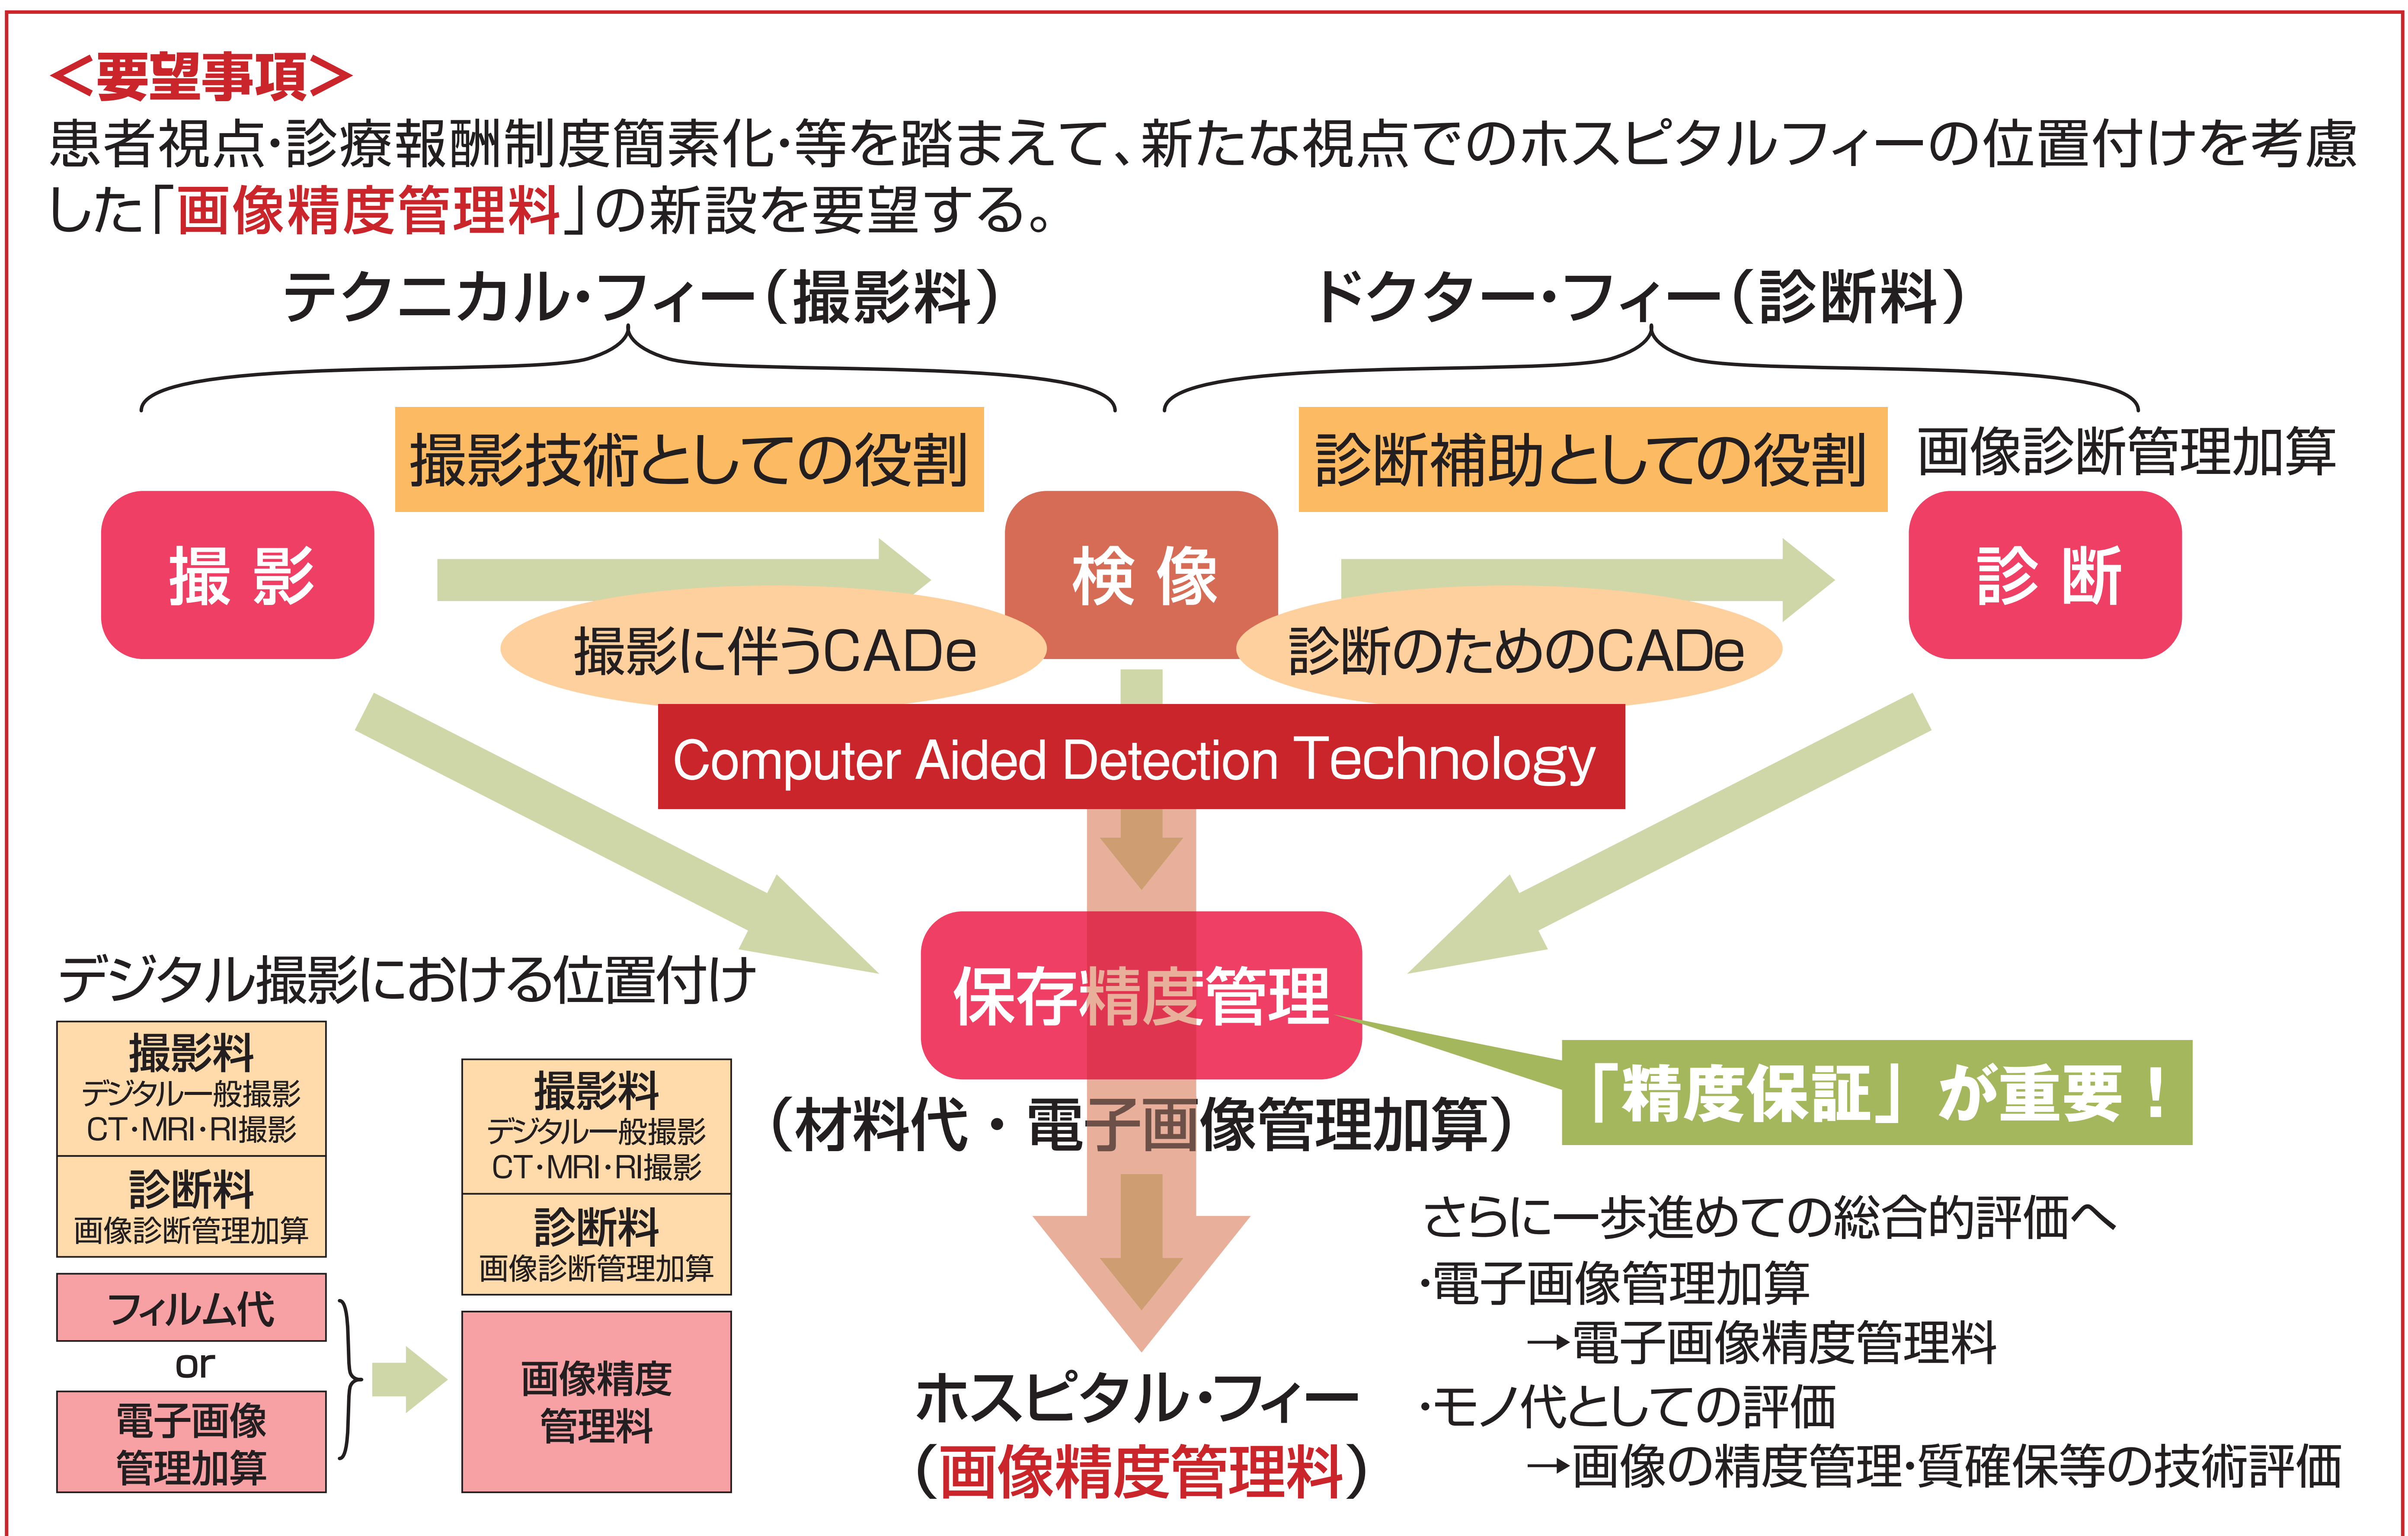 ＜要望事項＞
患者視点・診療報酬制度簡素化・等を踏まえて、新たな視点でのホスピタルフィーの位置付けを考慮
した「画像精度管理料」の新設を要望する。
テクニカル・フィー（撮影料）
ドクター・フィー（診断料）
撮影技術としての役割
診断補助としての役割
画像診断管理加算
撮 影
検 像
診 断
撮影に伴うCADe
診断のためのCADe
Computer Aided Detection Technology
保存精度管理
（材料代・電子画像管理加算）
「精度保証」が重要！
デジタル撮影における位置付け
撮影料
デジタル一般撮影
CT・MRI・RI撮影
診断料
画像診断管理加算
フィルム代
or
電子画像
管理加算
撮影料
デジタル一般撮影
CT・MRI・RI撮影
診断料
画像診断管理加算
画像精度
管理料
ホスピタル・フィー
（画像精度管理料）
さらに一歩進めての総合的評価へ
・電子画像管理加算
→電子画像精度管理料
・モノ代としての評価
→画像の精度管理・質確保等の技術評価